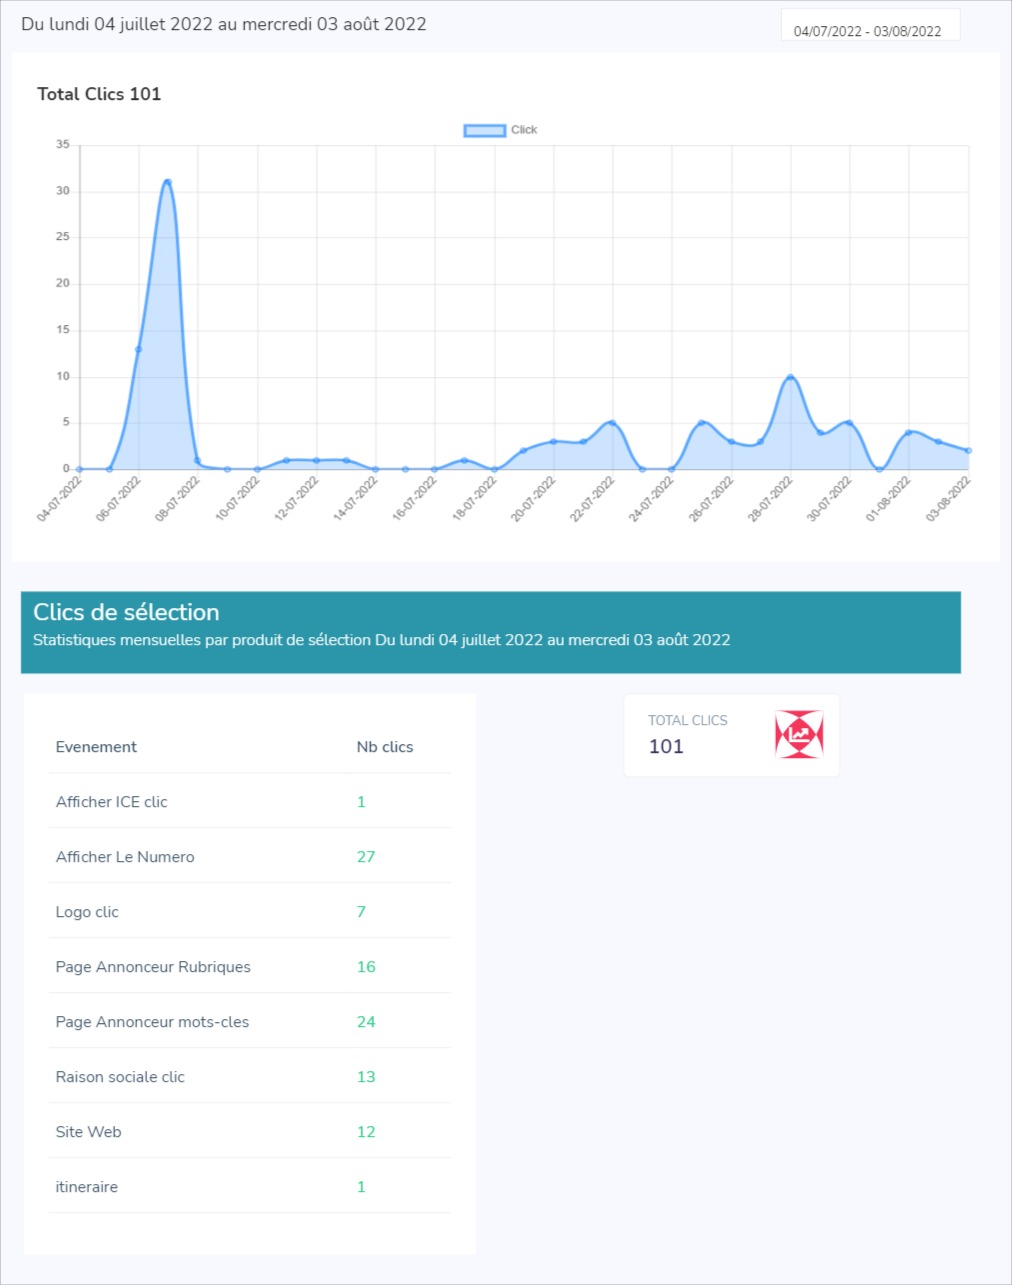 Du lundi 04 juillet 2022 au mercredi 03 août 2022
04/07/2022 - 03/08/2022
Total Clics 101
Click
35
30
25
20
15
10
5
0
04-07-2022
06-07-2022
08-07-2022
10-07-2022
12-07-2022
14-07-2022
16-07-2022
18-07-2022
20-07-2022
22-07-2022
24-07-2022
26-07-2022
28-07-2022
30-07-2022
01-08-2022
03-08-2022
Clics de sélection
Statistiques mensuelles par produit de sélection Du lundi 04 juillet 2022 au mercredi 03 août 2022
TOTAL CLICS
101
Evenement Nb clics
Afficher ICE clic 1
Afficher Le Numero 27
Logo clic 7
Page Annonceur Rubriques 16
Page Annonceur mots-cles 24
Raison sociale clic 13
Site Web 12
itineraire 1